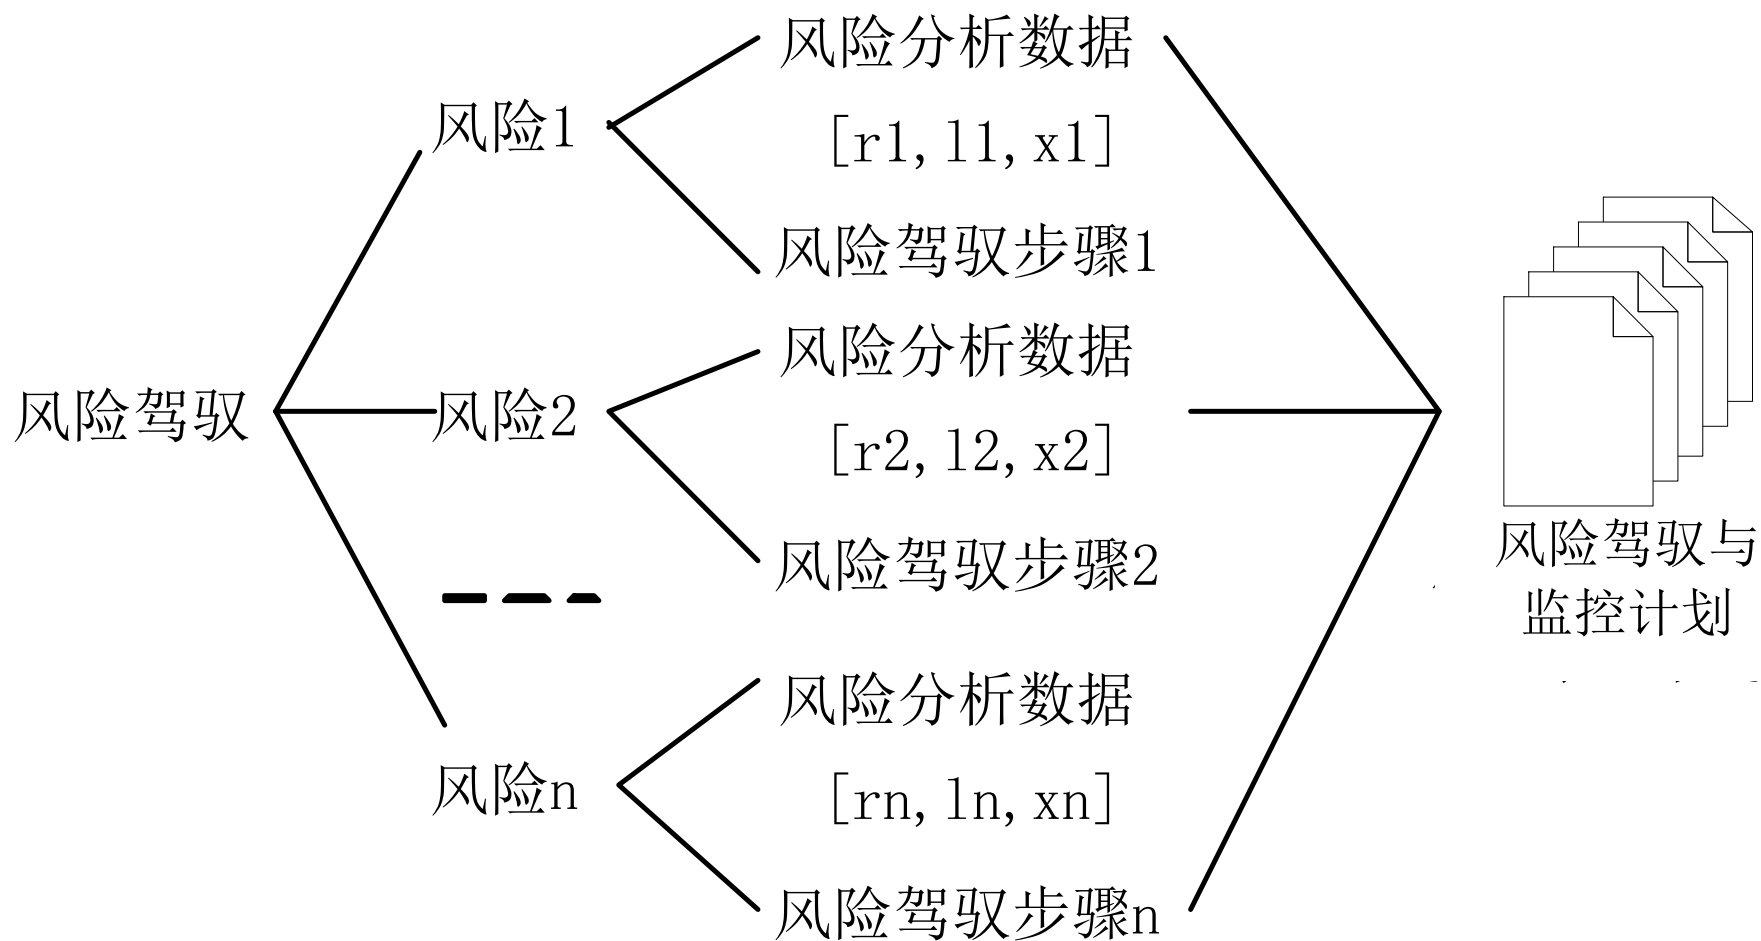 风险驾驭
风险1
风险分析数据
[r1,l1,x1]
风险驾驭步骤1
风险2
风险分析数据
[r2,l2,x2]
风险驾驭步骤2
风险n
风险分析数据
[rn,ln,xn]
风险驾驭步骤n
风险驾驭与
监控计划